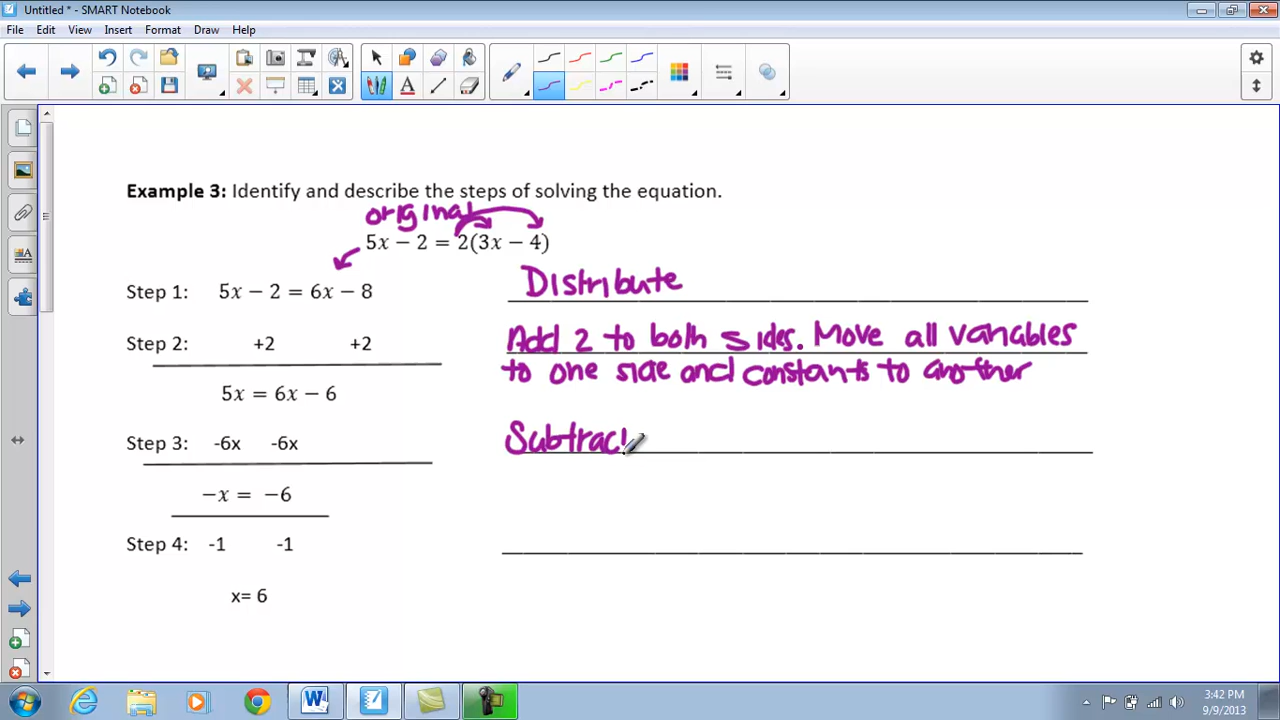 Untitled * - SMART Notebook
File Edit View Insert Format Draw Help
Example 3: Identify and describe the steps of solving the equation.
original
5x − 2 = 2(3x − 4)
Distribute
Step 1: 5x − 2 = 6x − 8
Add 2 to both sides. Move all variables
Step 2: +2 +2
to one side and constants to another
5x = 6x − 6
Subtract
Step 3: -6x -6x
−x = −6
Step 4: -1 -1
x= 6
3:42 PM
9/9/2013